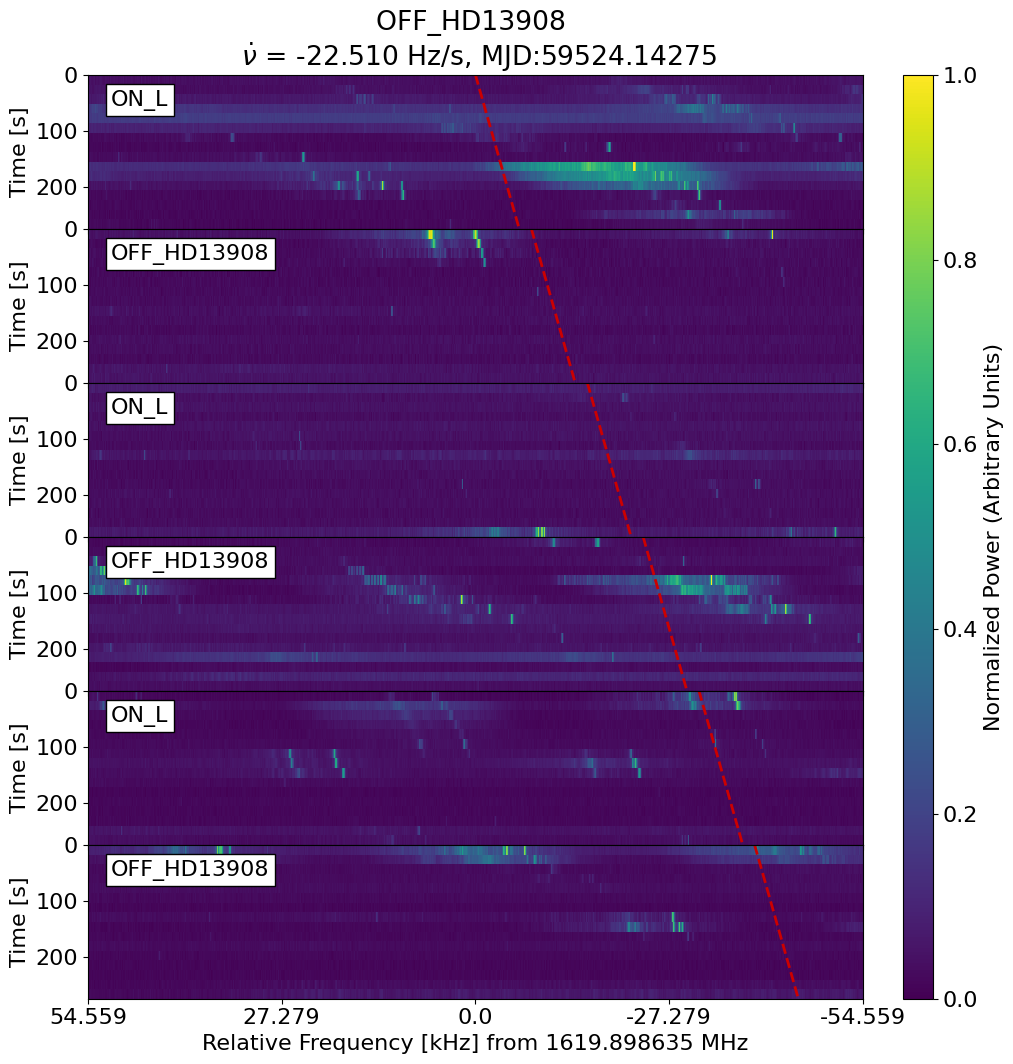 OFF_HD13908
ν̇ = -22.510 Hz/s, MJD:59524.14275
0
ON_L
100
200
Time [s]
0
OFF_HD13908
100
200
Time [s]
0
ON_L
100
200
Time [s]
0
OFF_HD13908
100
200
Time [s]
0
ON_L
100
200
Time [s]
0
OFF_HD13908
100
200
Time [s]
54.559 27.279 0.0 -27.279 -54.559
Relative Frequency [kHz] from 1619.898635 MHz
1.0
0.8
0.6
0.4
0.2
0.0
Normalized Power (Arbitrary Units)